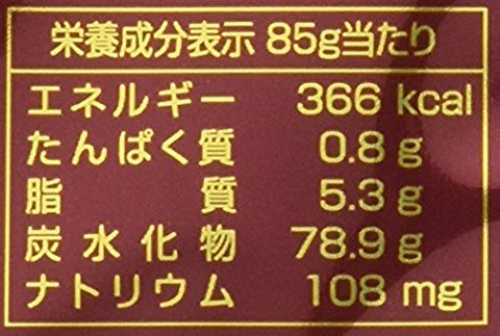 栄養成分表示 85g当たり
エネルギー 366 kcal
たんぱく質 0.8 g
脂質 5.3 g
炭水化物 78.9 g
ナトリウム 108 mg